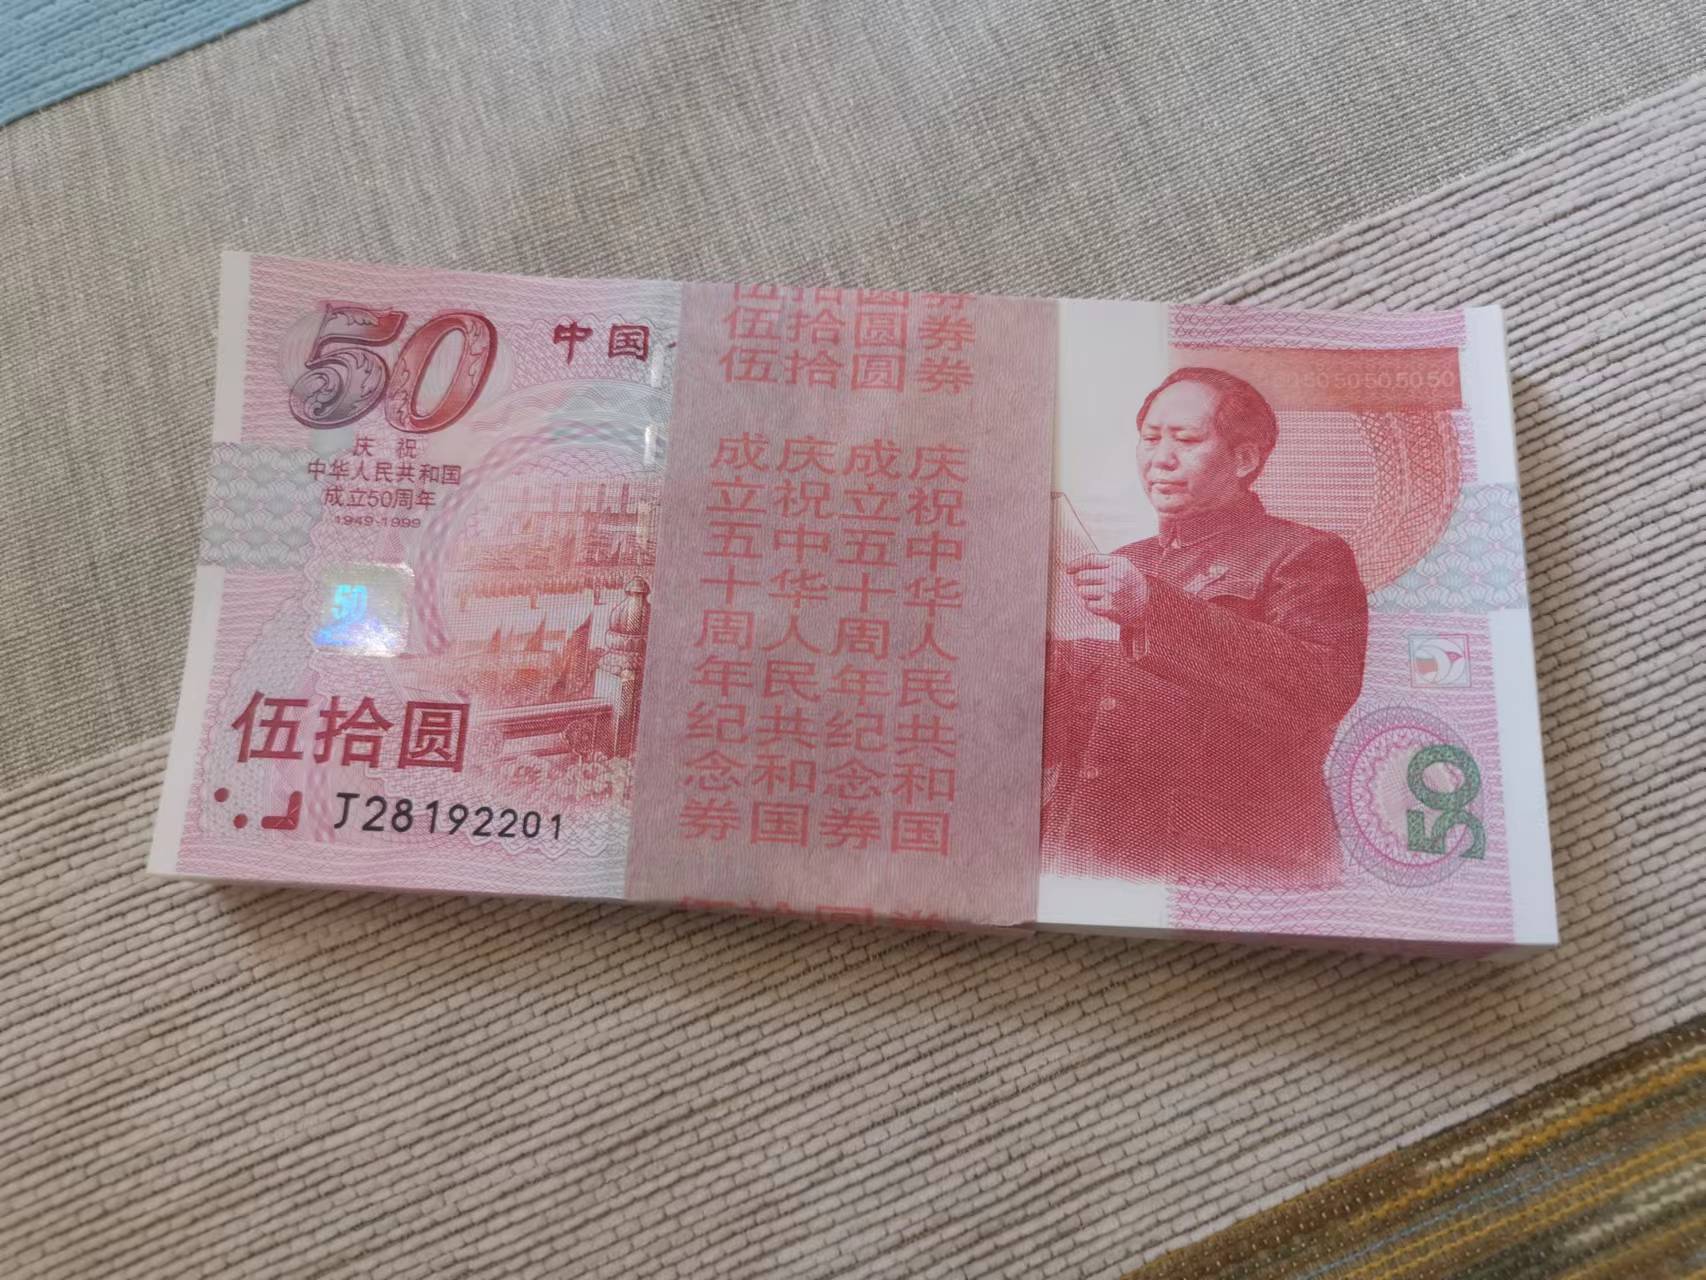 50
中国
庆祝
中华人民共和国
成立50周年
1949-1999
50
伍拾圆
J28192201
伍拾圆券
伍拾圆券
伍拾圆券
庆祝中华人民共和国
成立五十周年纪念券
庆祝中华人民共和国
成立五十周年纪念券
伍拾圆券
50 50 50 50 50
50